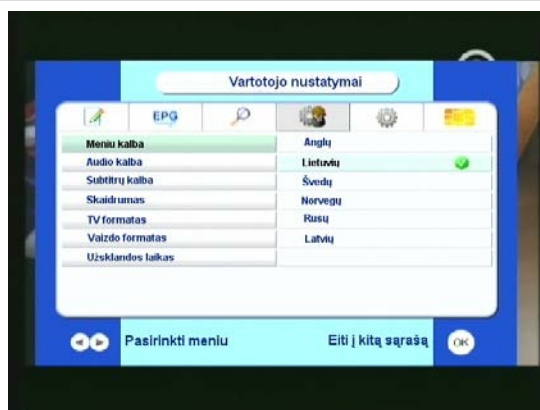 Vartotojo nustatymai
EPG
Meniu kalba
Audio kalba
Subtitrų kalba
Skaidrumas
TV formatas
Vaizdo formatas
Užsklandos laikas
Anglų
Lietuvių
Švedų
Norvegų
Rusų
Latvių
Pasirinkti meniu
Eiti į kitą sąrašą
OK